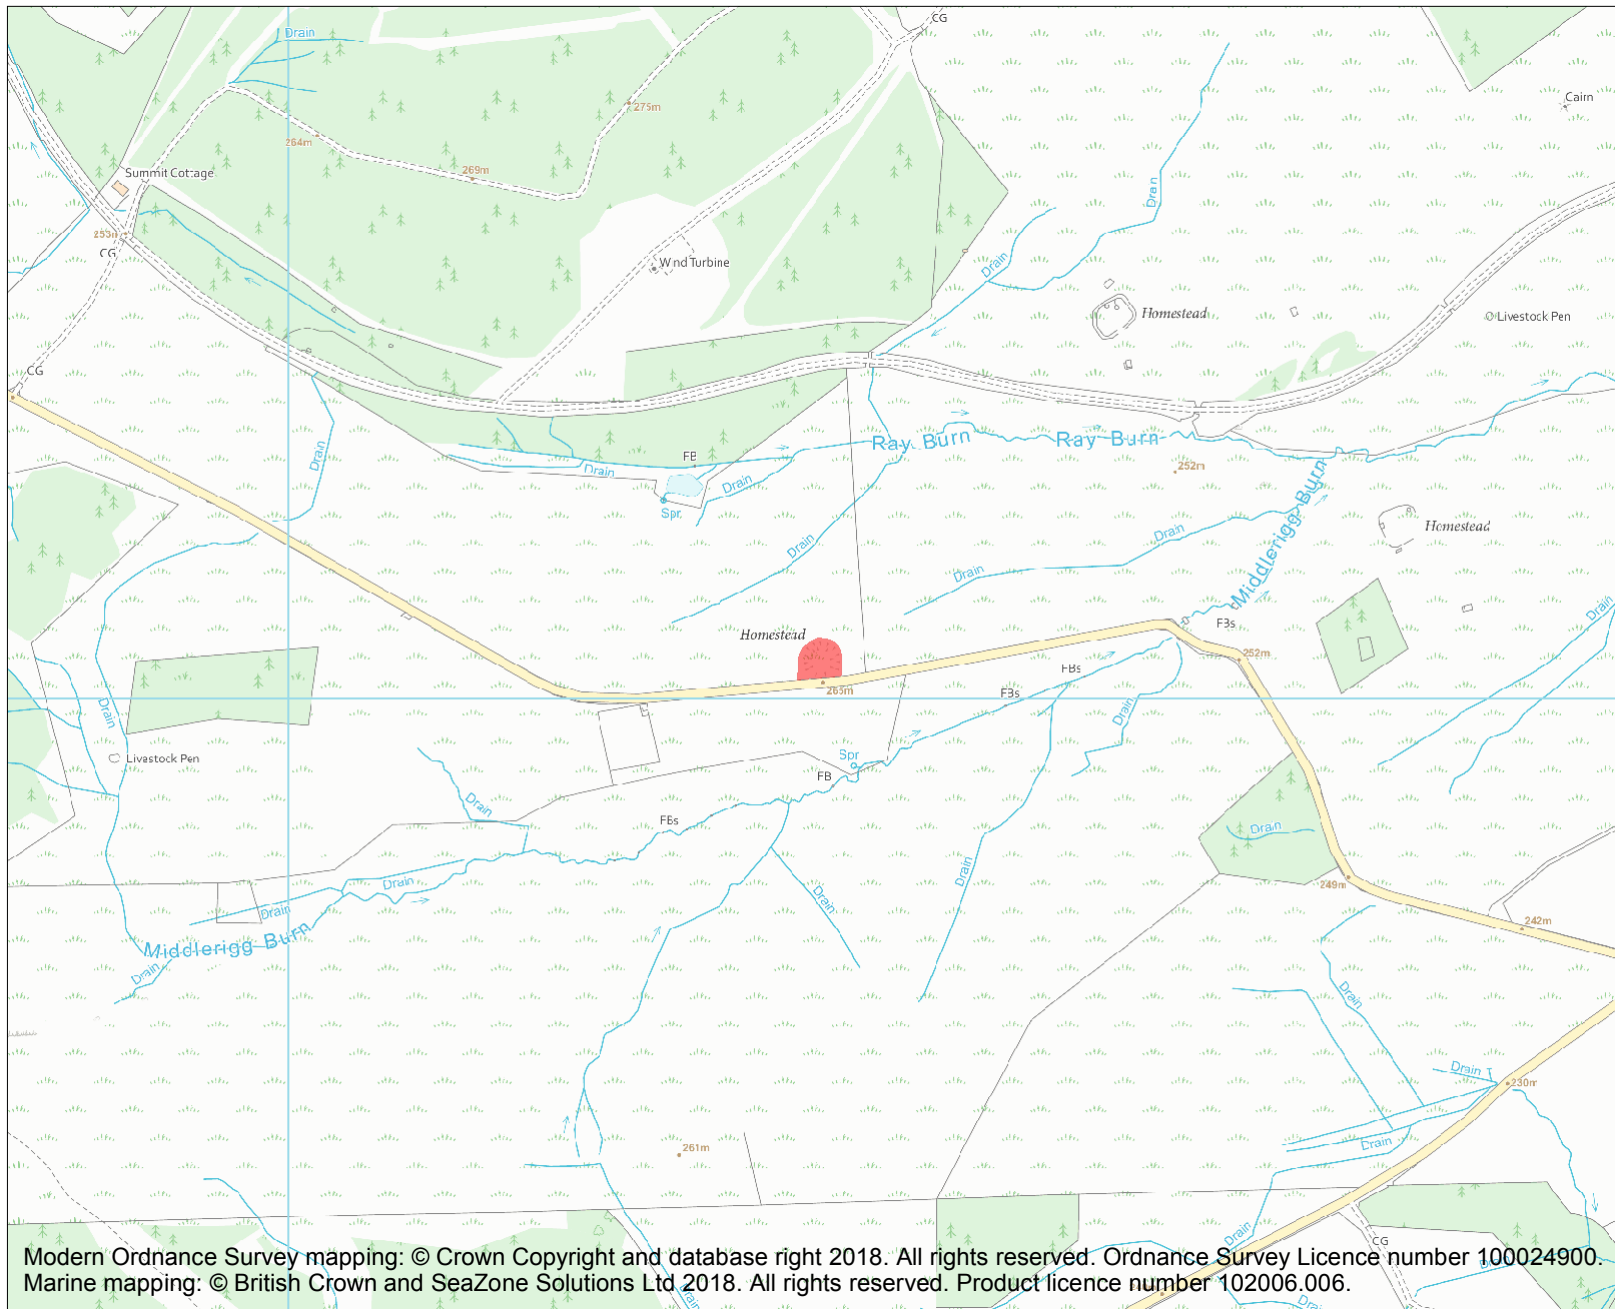 CG
Drain
Cairn
275m
264m
269m
Summit Cottage
Drain
253m
CG
Wind Turbine
Drain
Homestead
Livestock Pen
CG
Ray Burn
Ray Burn
Drain
FB
Drain
252m
Drain
Spr
Middlerigg Burn
Homestead
Drain
Drain
Drain
Drain
FBs
Homestead
252m
FBs
265m
FBs
Drain
Drain
Livestock Pen
Spr
FB
Drain
FBs
Drain
Drain
Drain
249m
Drain
Drain
Drain
242m
Middlerigg Burn
Drain
Drain
Drain
230m
Drain
261m
Drain
CG
Modern Ordnance Survey mapping: © Crown Copyright and database right 2018. All rights reserved. Ordnance Survey Licence number 100024900.
Marine mapping: © British Crown and SeaZone Solutions Ltd 2018. All rights reserved. Product licence number 102006.006.
Drain